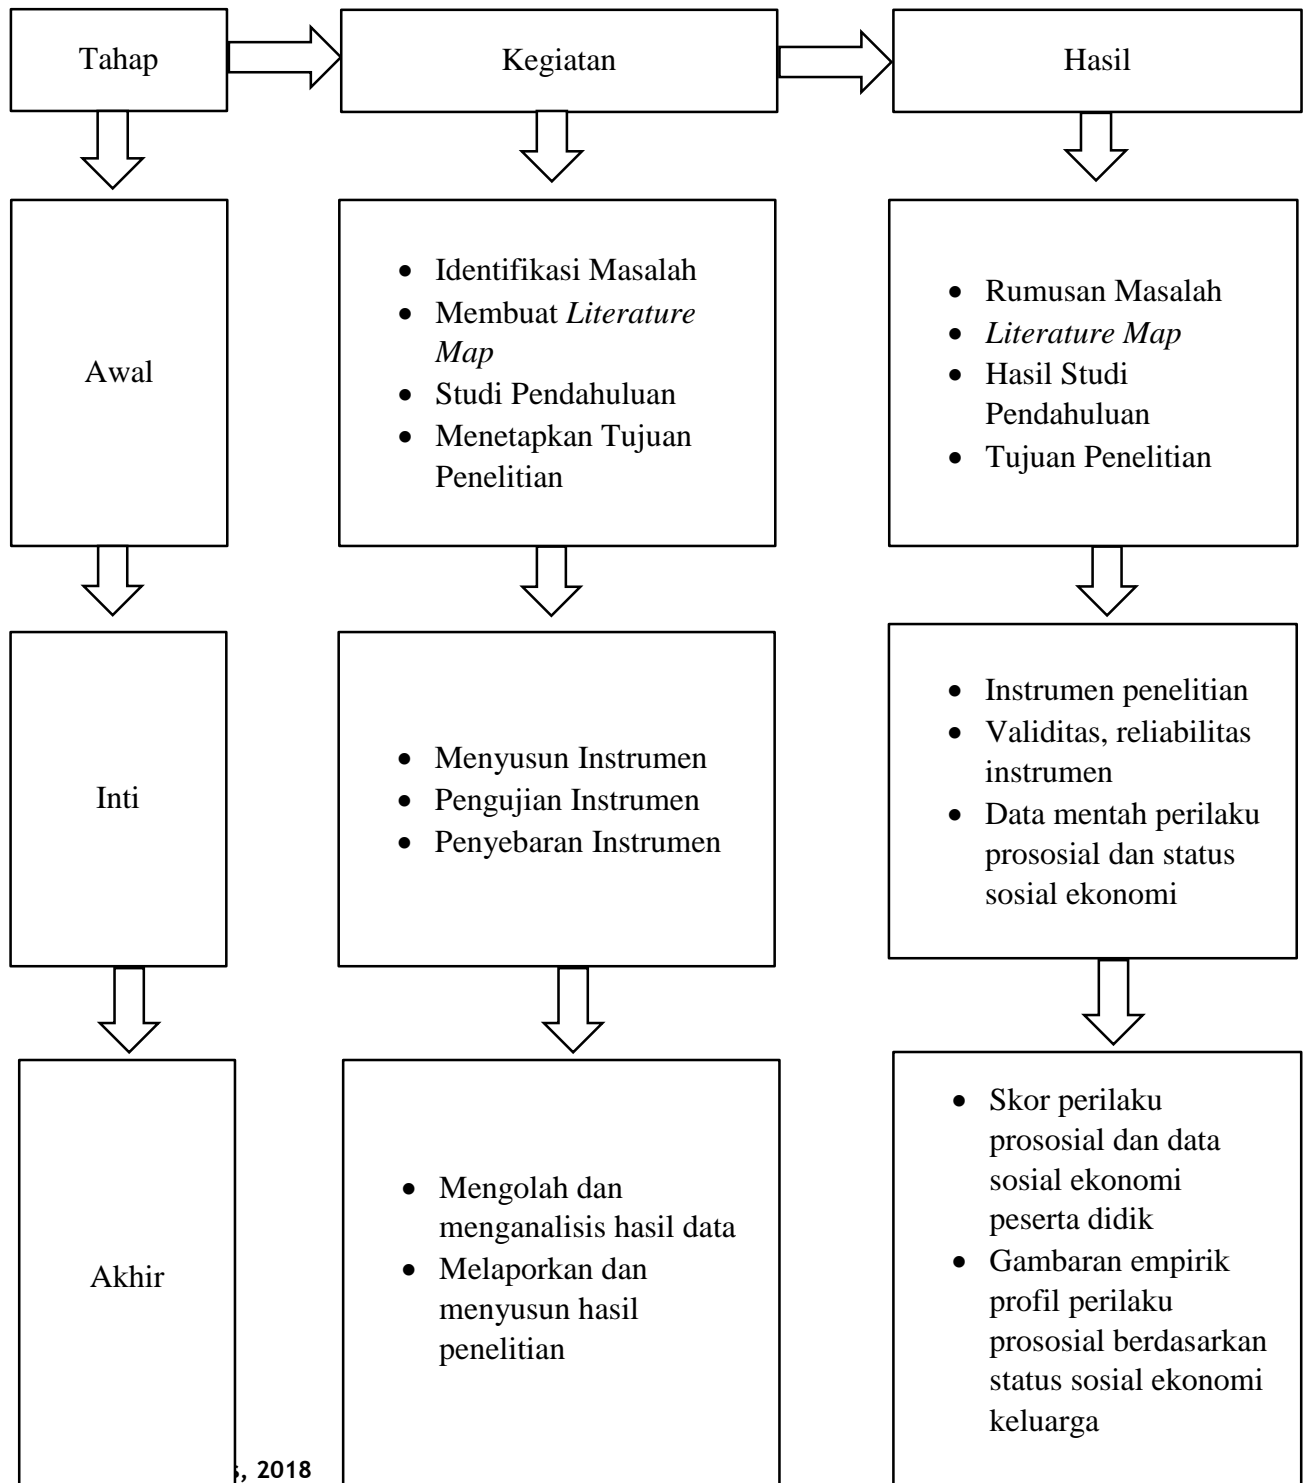 Tahap
Kegiatan
Hasil
Awal
• Identifikasi Masalah
• Membuat Literature
Map
• Studi Pendahuluan
• Menetapkan Tujuan
Penelitian
• Rumusan Masalah
• Literature Map
• Hasil Studi
Pendahuluan
• Tujuan Penelitian
Inti
• Menyusun Instrumen
• Pengujian Instrumen
• Penyebaran Instrumen
• Instrumen penelitian
• Validitas, reliabilitas
instrumen
• Data mentah perilaku
prososial dan status
sosial ekonomi
Akhir
• Mengolah dan
menganalisis hasil data
• Melaporkan dan
menyusun hasil
penelitian
• Skor perilaku
prososial dan data
sosial ekonomi
peserta didik
• Gambaran empirik
profil perilaku
prososial berdasarkan
status sosial ekonomi
keluarga
, 2018